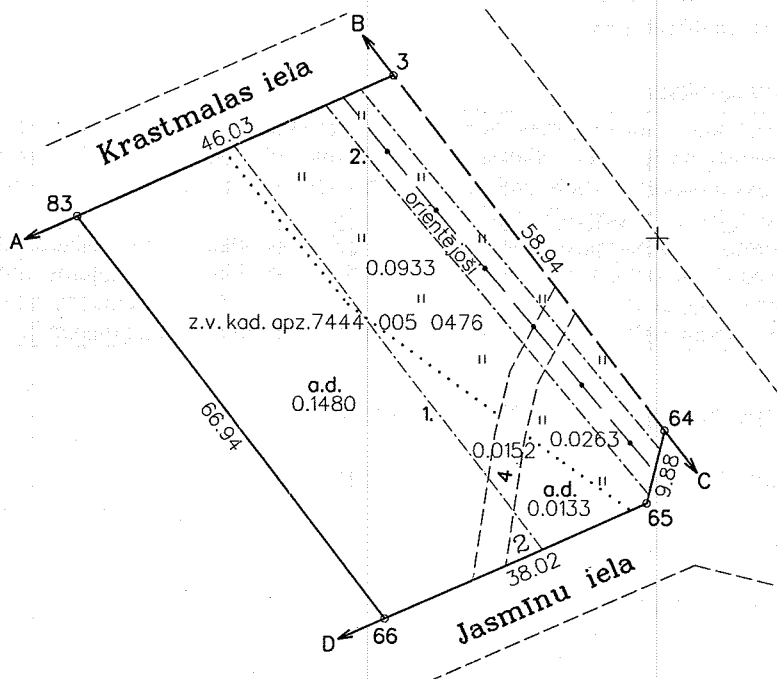 B
3
Krastmalas iela
46.03
2.
83
A
orientējoši
58.94
0.0933
z.v. kad. apz. 7444 005 0476
a.d.
0.1480
66.94
1.
64
0.0152
0.0263
4
9.88
C
a.d.
0.0133
65
2
38.02
Jasmīnu iela
66
D